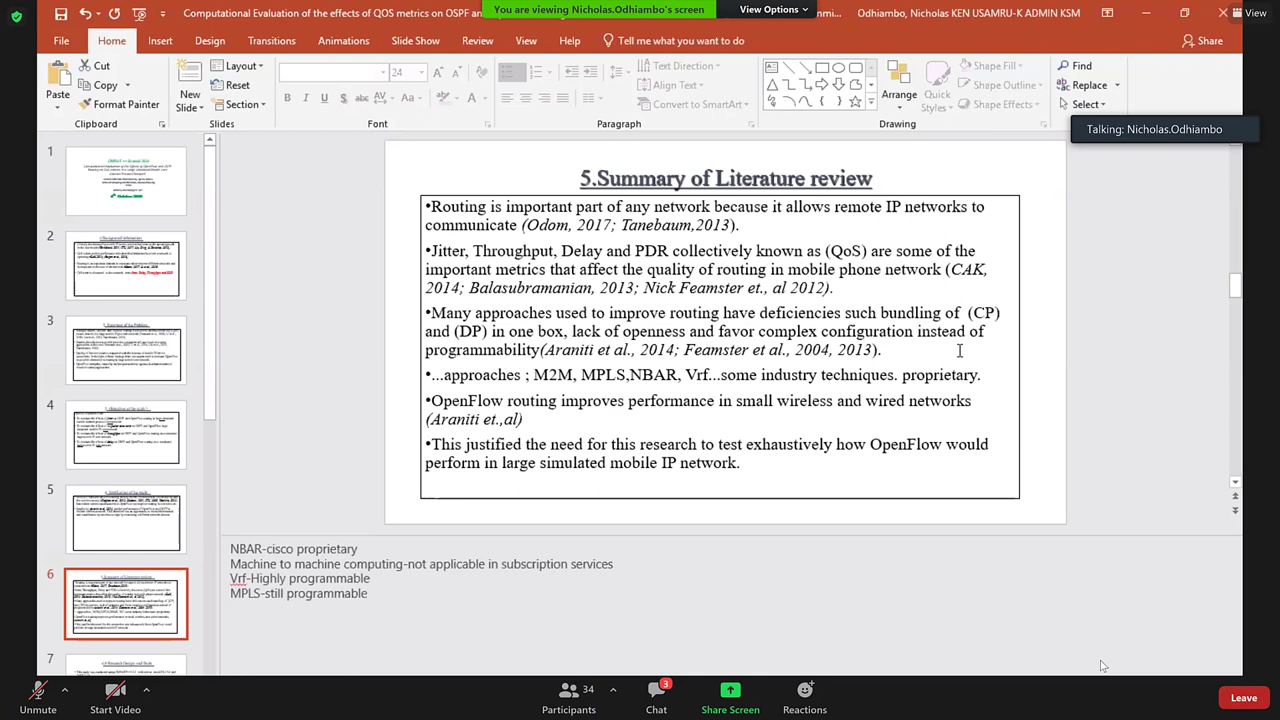 You are viewing Nicholas.Odhiambo's screen
View Options
View
Computational Evaluation of the effects of QOS metrics on OSPF and
Odhiambo, Nicholas KEN USAMRU-K ADMIN KSM
File Home Insert Design Transitions Animations Slide Show Review View Help Tell me what you want to do Share
Paste
Cut
Copy
Format Painter
Clipboard
New Slide
Layout
Reset
Section
Slides
24
Font
Paragraph
Text Direction
Align Text
Convert to SmartArt
Arrange
Quick Styles
Shape Fill
Shape Outline
Shape Effects
Drawing
Find
Replace
Select
Talking: Nicholas.Odhiambo
1
2
3
4
5
6
7
5.Summary of Literature review
•Routing is important part of any network because it allows remote IP networks to
communicate (Odom, 2017; Tanebaum,2013).
•Jitter, Throughput, Delay and PDR collectively known as (QoS) are some of the
important metrics that affect the quality of routing in mobile phone network (CAK,
2014; Balasubramanian, 2013; Nick Feamster et., al 2012).
•Many approaches used to improve routing have deficiencies such bundling of (CP)
and (DP) in one box,lack of openness and favor complex configuration instead of
programmability(Araniti et al., 2014; Feamster et al., 2004, 2013).
•...approaches ; M2M, MPLS,NBAR, Vrf...some industry techniques. proprietary.
•OpenFlow routing improves performance in small wireless and wired networks
(Araniti et.,al)
•This justified the need for this research to test exhaustively how OpenFlow would
perform in large simulated mobile IP network.
NBAR-cisco proprietary
Machine to machine computing-not applicable in subscription services
Vrf-Highly programmable
MPLS-still programmable
Unmute
Start Video
34
Participants
3
Chat
Share Screen
Reactions
Leave